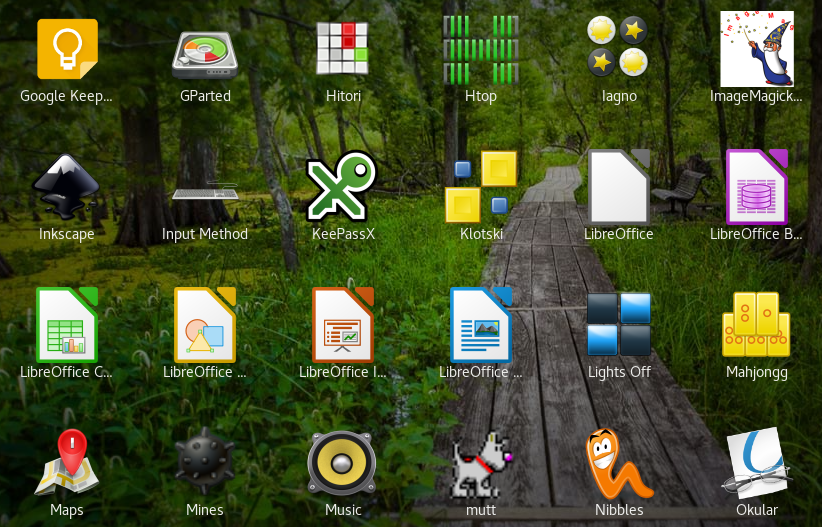 Google Keep...
GParted
Hitori
Htop
Iagno
ImageMagick...
Inkscape
Input Method
KeePassX
Klotski
LibreOffice
LibreOffice B...
LibreOffice C...
LibreOffice ...
LibreOffice I...
LibreOffice ...
Lights Off
Mahjongg
Maps
Mines
Music
mutt
Nibbles
Okular